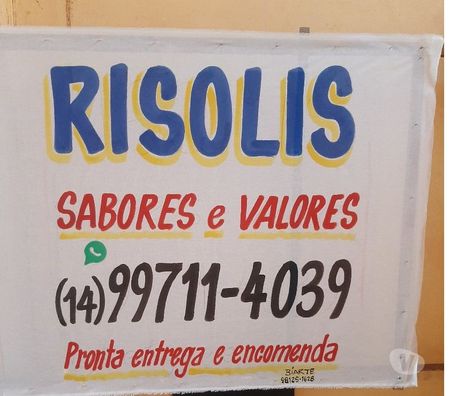 RISOLIS
SABORES e VALORES
(14) 99711-4039
Pronta entrega e encomenda